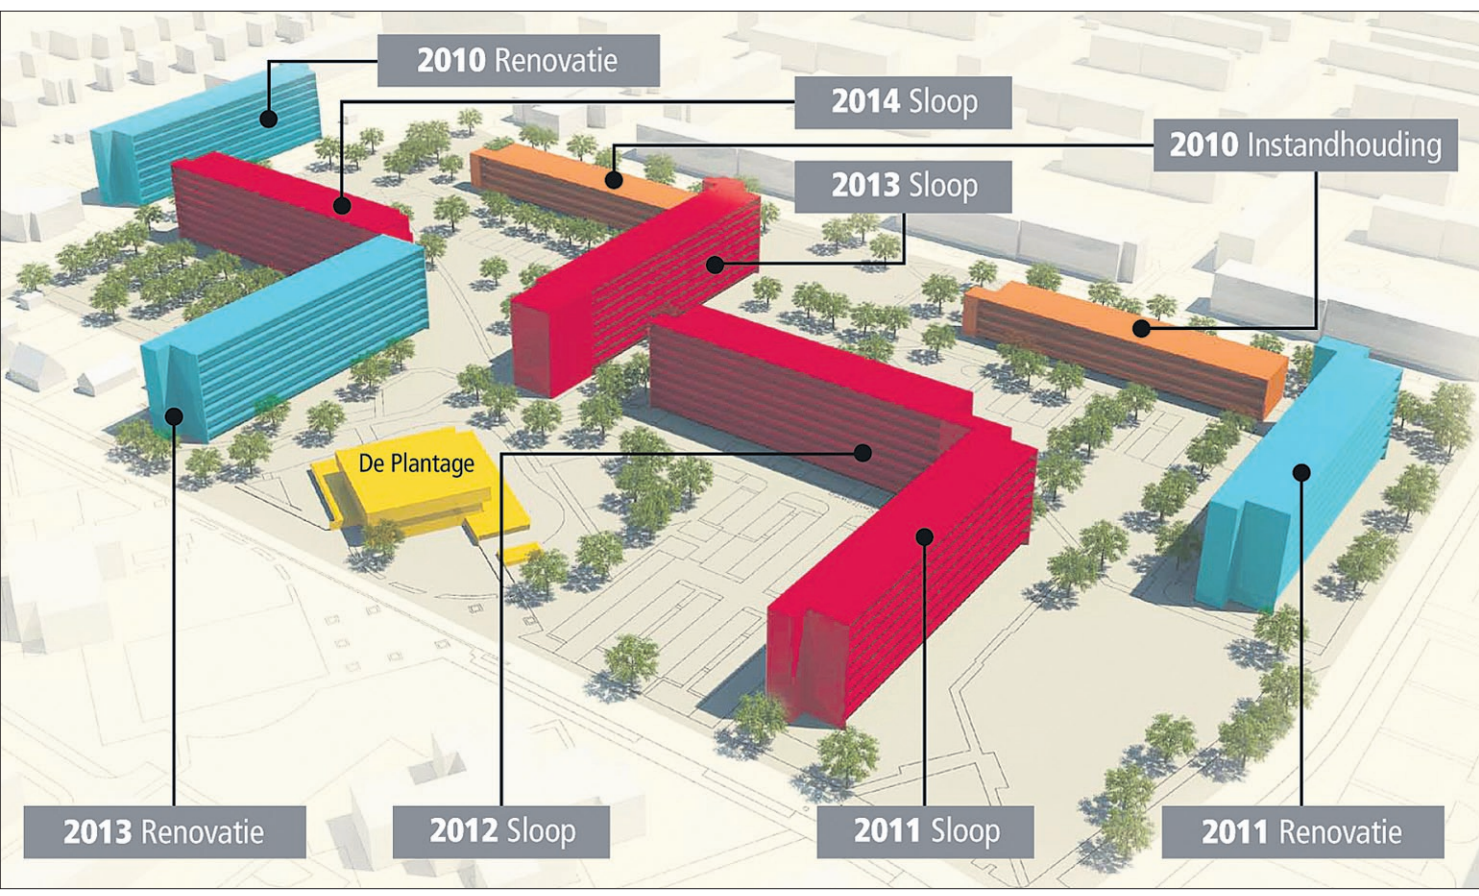 2010 Renovatie
2014 Sloop
2010 Instandhouding
2013 Sloop
De Plantage
2013 Renovatie
2012 Sloop
2011 Sloop
2011 Renovatie